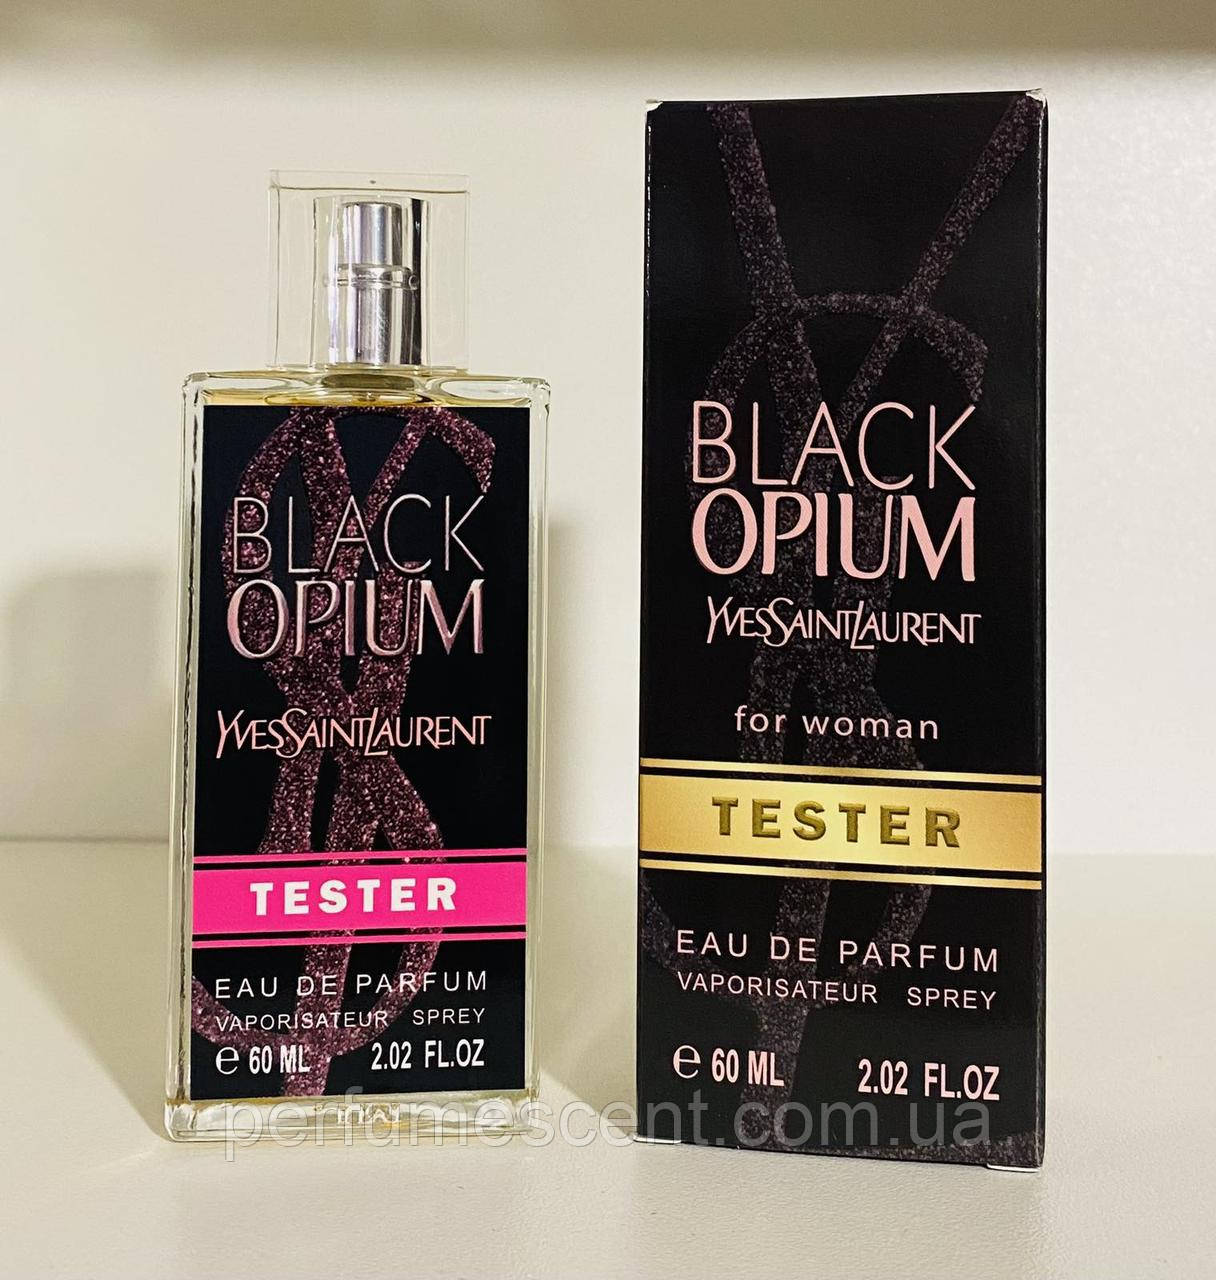 BLACK
OPIUM
YVESSAINTLAURENT
TESTER
EAU DE PARFUM
VAPORISATEUR SPREY
℮ 60 ML 2.02 FL.OZ
BLACK
OPIUM
YVESSAINTLAURENT
for woman
TESTER
EAU DE PARFUM
VAPORISATEUR SPREY
℮ 60 ML 2.02 FL.OZ
perfumescent.com.ua